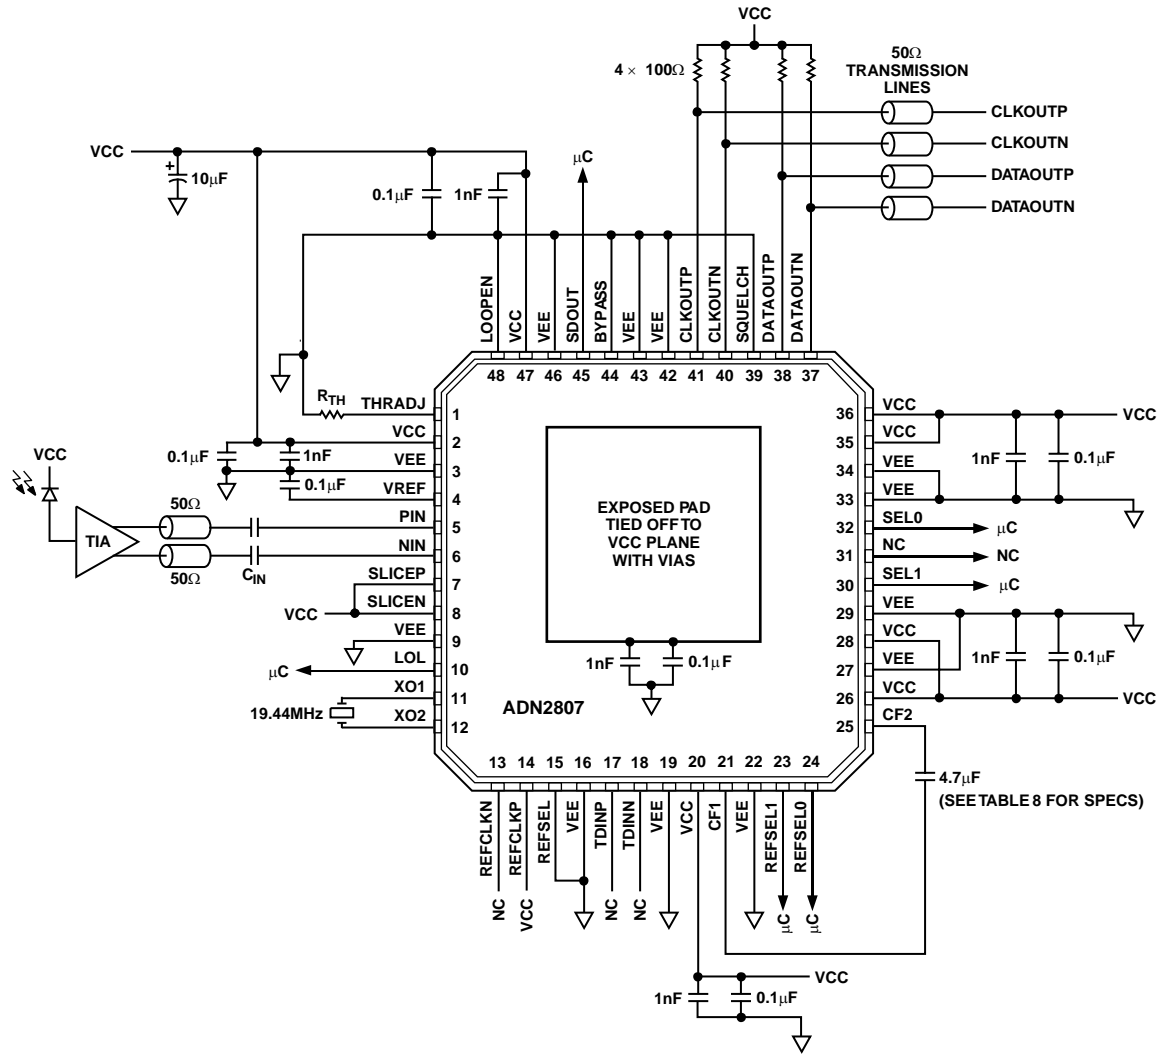 VCC
4 × 100Ω
50Ω
TRANSMISSION
LINES
CLKOUTP
CLKOUTN
DATAOUTP
DATAOUTN
VCC
+
10μF
0.1μF
1nF
μC
LOOPEN
VCC
VEE
SDOUT
BYPASS
VEE
VEE
CLKOUTP
CLKOUTN
SQUELCH
DATAOUTP
DATAOUTN
48
47
46
45
44
43
42
41
40
39
38
37
RTH
THRADJ
1
VCC
2
0.1μF
1nF
VEE
3
0.1μF
VREF
4
VCC
TIA
50Ω
PIN
5
NIN
6
50Ω
CIN
SLICEP
7
VCC
SLICEN
8
VEE
9
μC
LOL
10
XO1
11
19.44MHz
XO2
12
EXPOSED PAD
TIED OFF TO
VCC PLANE
WITH VIAS
1nF
0.1μF
ADN2807
36
VCC
VCC
35
VCC
1nF
0.1μF
34
VEE
33
VEE
32
SEL0
μC
31
NC
NC
30
SEL1
μC
29
VEE
28
VCC
27
VEE
1nF
0.1μF
26
VCC
VCC
25
CF2
4.7μF
(SEE TABLE 8 FOR SPECS)
13
14
15
16
17
18
19
20
21
22
23
24
REFCLKN
REFCLKP
REFSEL
VEE
TDINP
TDINN
VEE
VCC
CF1
VEE
REFSEL1
REFSEL0
NC
VCC
NC
NC
μC
μC
VCC
1nF
0.1μF